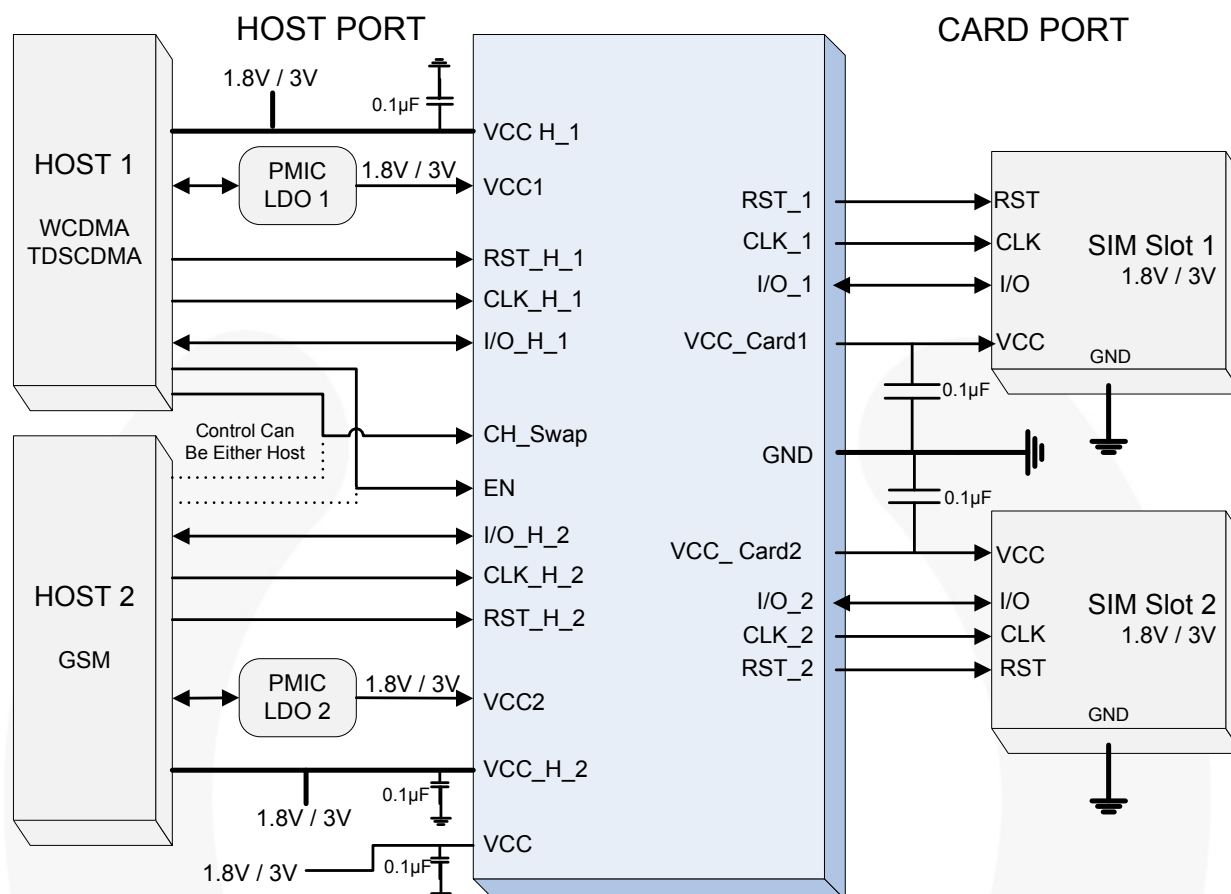 HOST PORT
CARD PORT
1.8V / 3V
0.1µF
HOST 1
WCDMA
TDSCDMA
PMIC
LDO 1
1.8V / 3V
VCC H_1
VCC1
RST_H_1
CLK_H_1
I/O_H_1
CH_Swap
EN
I/O_H_2
CLK_H_2
RST_H_2
VCC2
VCC_H_2
VCC
Control Can
Be Either Host
HOST 2
GSM
PMIC
LDO 2
1.8V / 3V
1.8V / 3V
0.1µF
1.8V / 3V
0.1µF
RST_1
CLK_1
I/O_1
VCC_Card1
GND
VCC_ Card2
I/O_2
CLK_2
RST_2
0.1µF
0.1µF
RST
CLK
I/O
VCC
SIM Slot 1
1.8V / 3V
GND
VCC
I/O
CLK
RST
SIM Slot 2
1.8V / 3V
GND